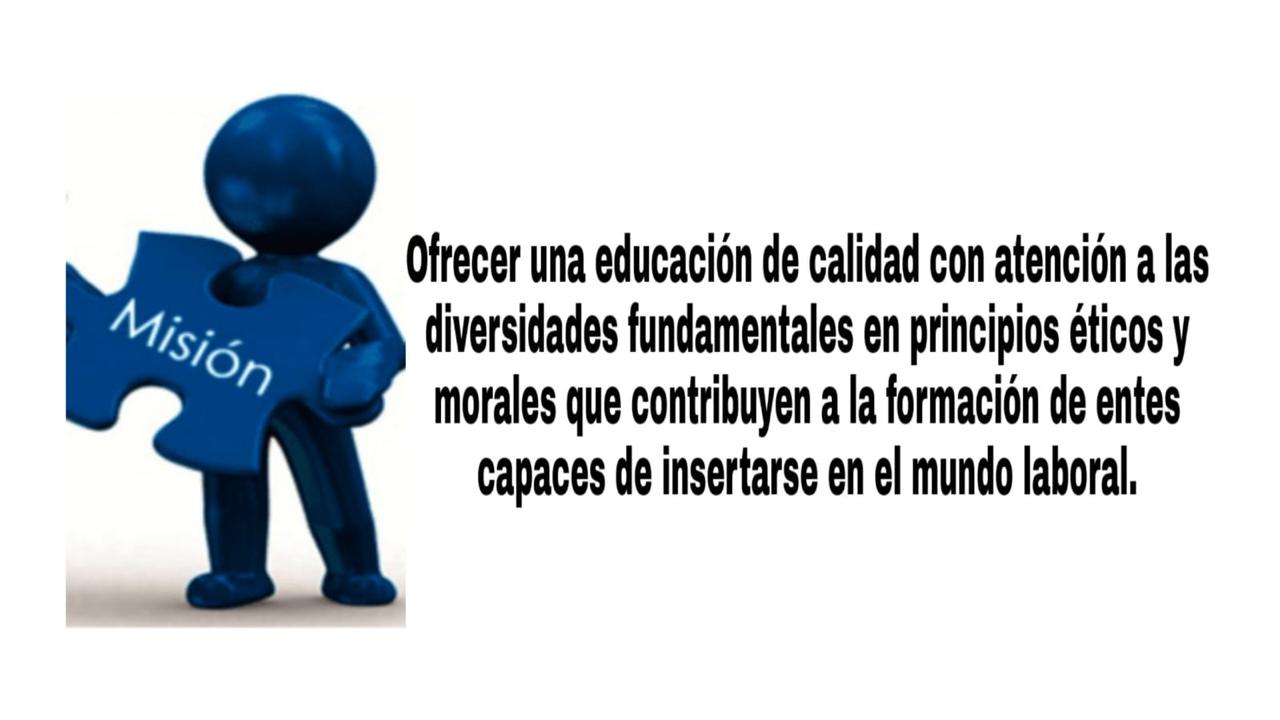 Misión
Ofrecer una educación de calidad con atención a las
diversidades fundamentales en principios éticos y
morales que contribuyen a la formación de entes
capaces de insertarse en el mundo laboral.